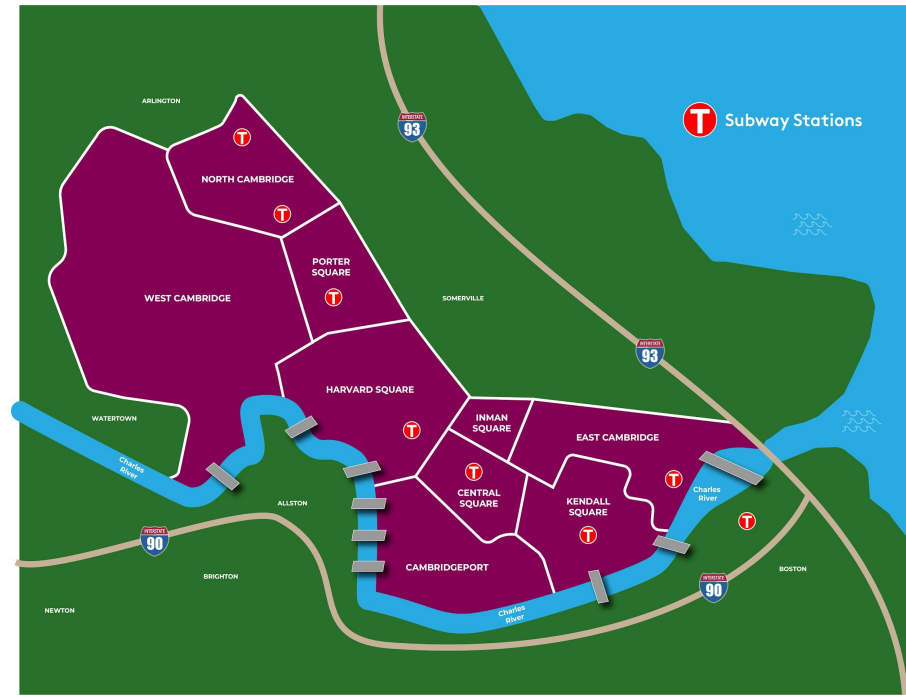 ARLINGTON
INTERSTATE
93
T Subway Stations
T
NORTH CAMBRIDGE
T
PORTER
SQUARE
T
WEST CAMBRIDGE
SOMERVILLE
INTERSTATE
93
HARVARD SQUARE
T
WATERTOWN
INMAN
SQUARE
EAST CAMBRIDGE
T
Charles
River
T
CENTRAL
SQUARE
Charles
River
KENDALL
SQUARE
T
T
ALLSTON
INTERSTATE
90
CAMBRIDGEPORT
BOSTON
BRIGHTON
INTERSTATE
90
NEWTON
Charles
River